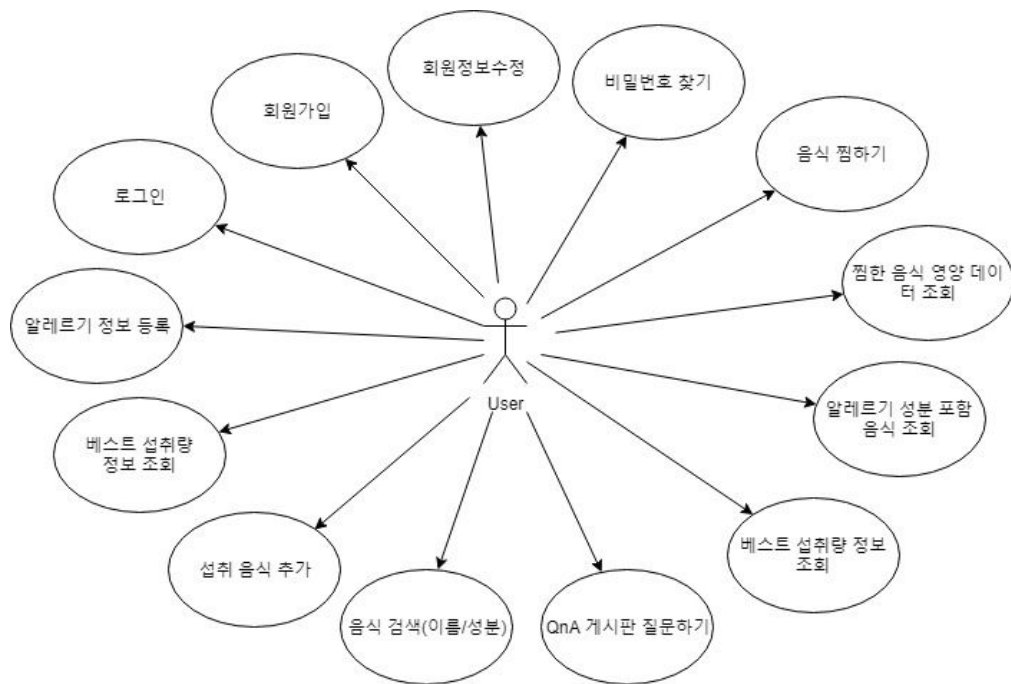 회원정보수정
비밀번호 찾기
회원가입
음식 찜하기
로그인
찜한 음식 영양 데이
터 조회
알레르기 정보 등록
User
알레르기 성분 포함
음식 조회
베스트 섭취량
정보 조회
베스트 섭취량 정보
조회
섭취 음식 추가
음식 검색(이름/성분)
QnA 게시판 질문하기